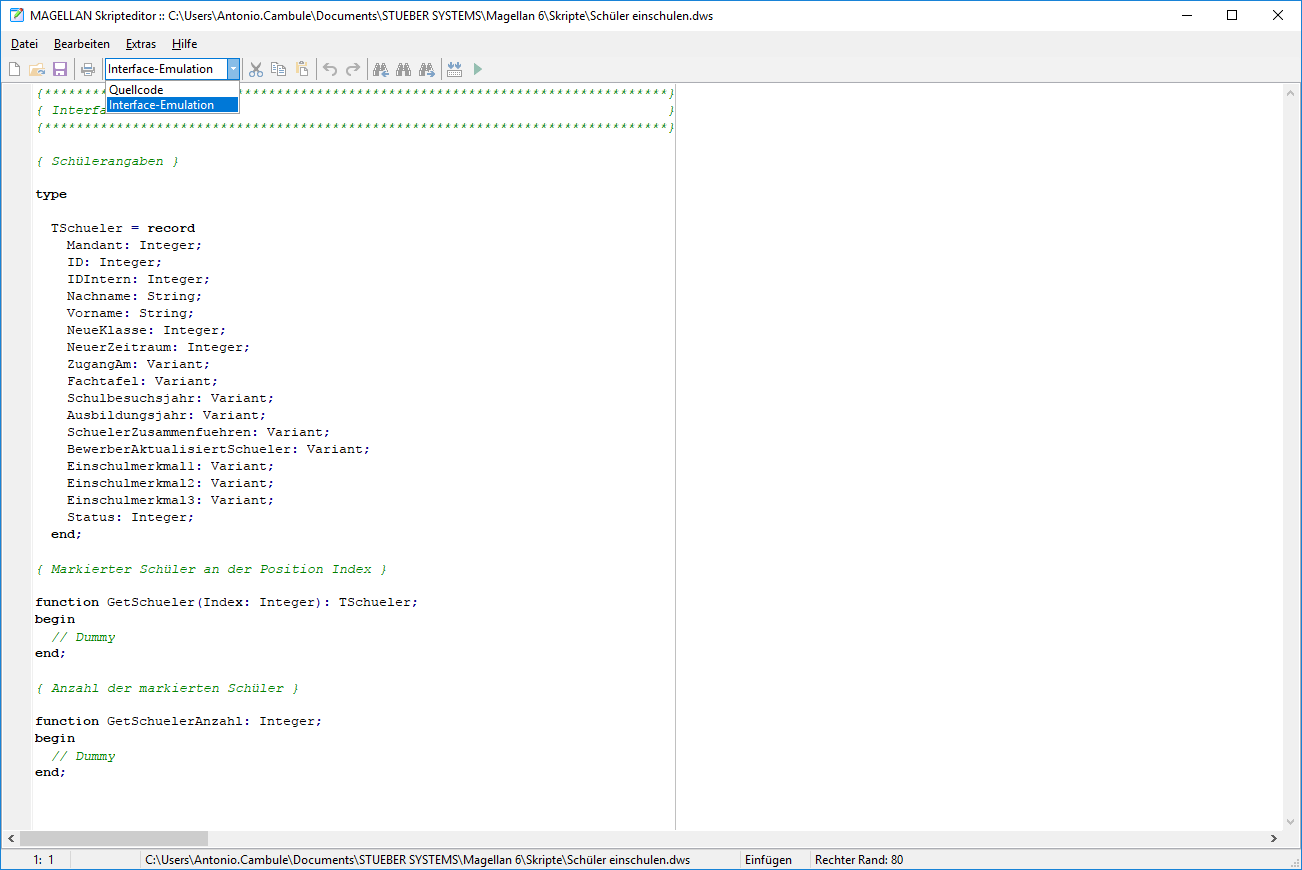 MAGELLAN Skripteditor :: C:\Users\Antonio.Cambule\Documents\STUEBER SYSTEMS\Magellan 6\Skripte\Schüler einschulen.dws
Datei Bearbeiten Extras Hilfe
Interface-Emulation
Quellcode
Interface-Emulation
{******************************************************************************}
{ Interfa }
{******************************************************************************}
{ Schülerangaben }
type
TSchueler = record
Mandant: Integer;
ID: Integer;
IDIntern: Integer;
Nachname: String;
Vorname: String;
NeueKlasse: Integer;
NeuerZeitraum: Integer;
ZugangAm: Variant;
Fachtafel: Variant;
Schulbesuchsjahr: Variant;
Ausbildungsjahr: Variant;
SchuelerZusammenfuehren: Variant;
BewerberAktualisiertSchueler: Variant;
Einschulmerkmal1: Variant;
Einschulmerkmal2: Variant;
Einschulmerkmal3: Variant;
Status: Integer;
end;
{ Markierter Schüler an der Position Index }
function GetSchueler(Index: Integer): TSchueler;
begin
// Dummy
end;
{ Anzahl der markierten Schüler }
function GetSchuelerAnzahl: Integer;
begin
// Dummy
end;
1: 1 C:\Users\Antonio.Cambule\Documents\STUEBER SYSTEMS\Magellan 6\Skripte\Schüler einschulen.dws Einfügen Rechter Rand: 80